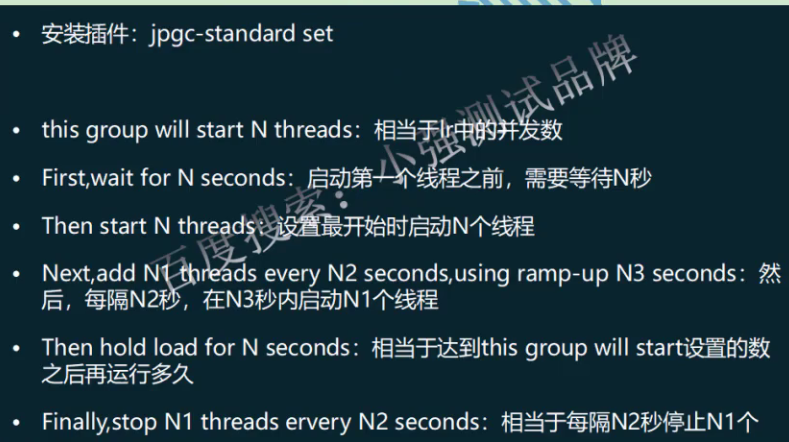 • 安装插件：jpgc-standard set
• this group will start N threads：相当于lr中的并发数
• First,wait for N seconds：启动第一个线程之前，需要等待N秒
• Then start N threads：设置最开始时启动N个线程
• Next,add N1 threads every N2 seconds,using ramp-up N3 seconds：然
后，每隔N2秒，在N3秒内启动N1个线程
• Then hold load for N seconds：相当于达到this group will start设置的数
之后再运行多久
• Finally,stop N1 threads ervery N2 seconds：相当于每隔N2秒停止N1个
百度搜索：小强测试品牌